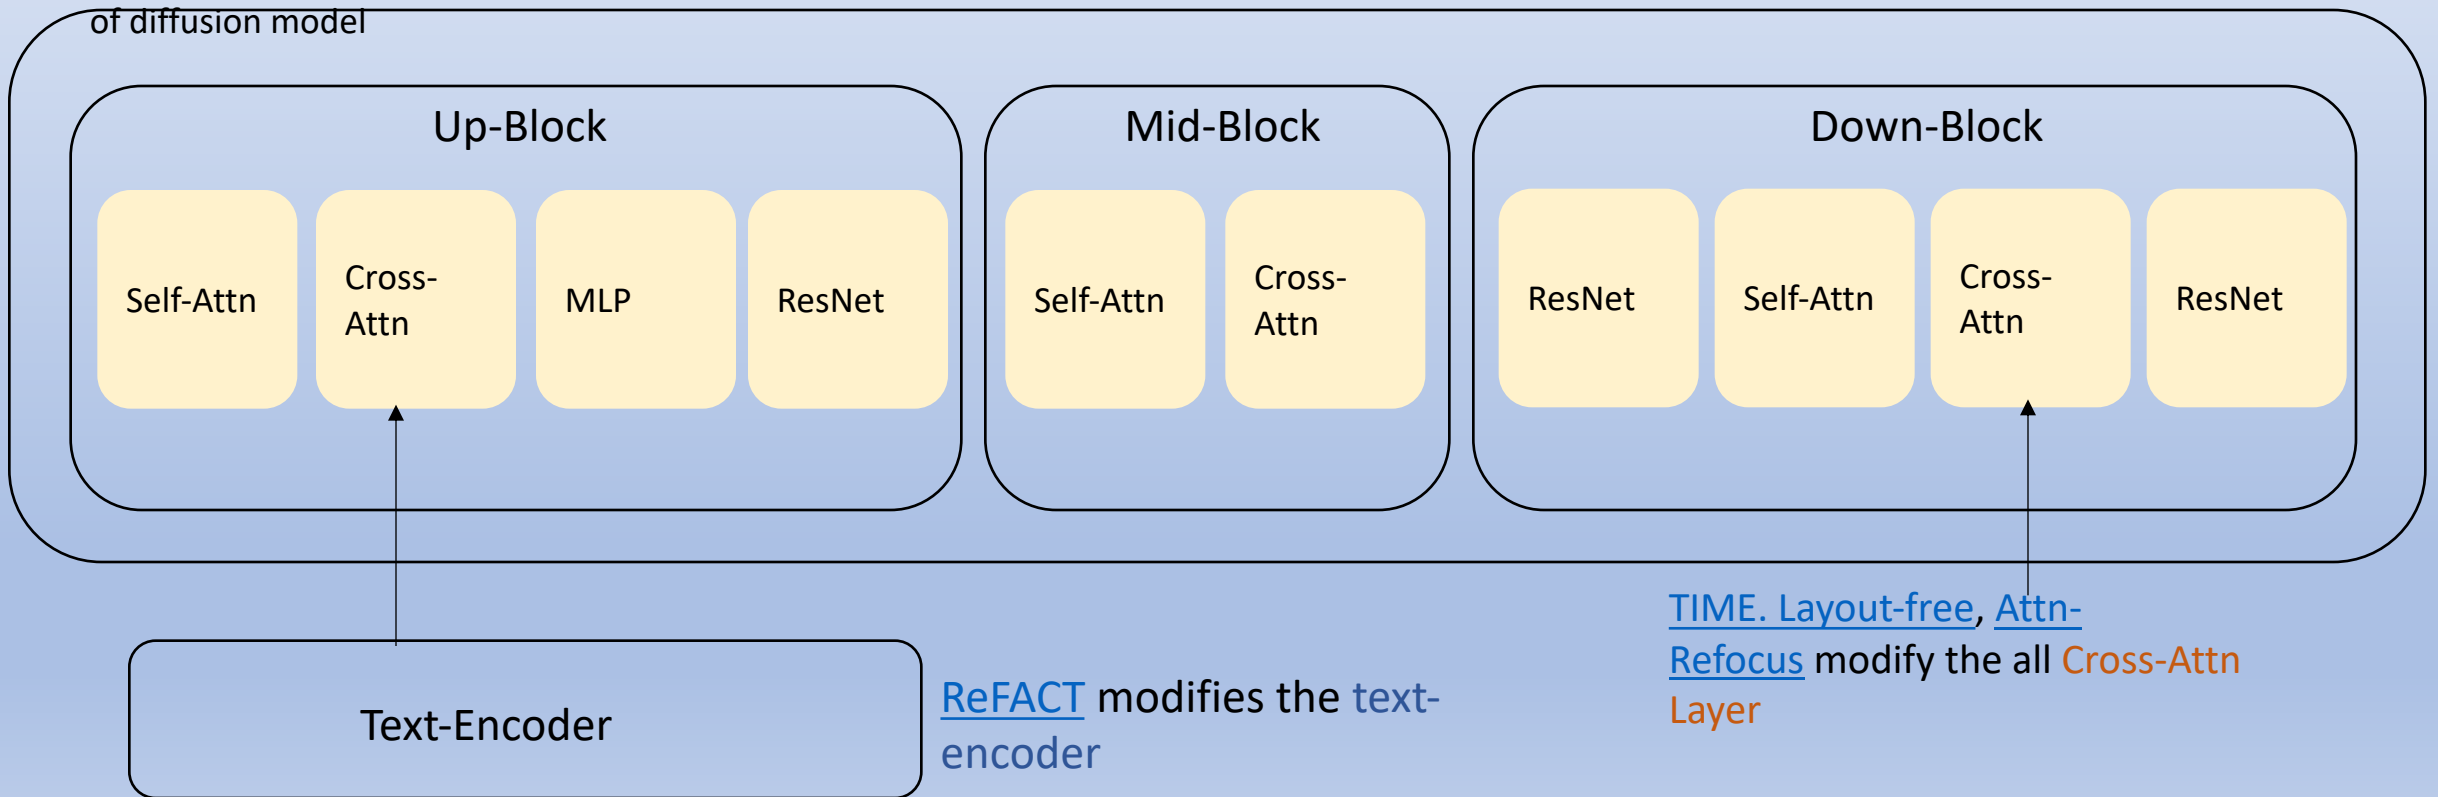 of diffusion model
Up-Block
Mid-Block
Down-Block
Self-Attn
Cross-
Attn
MLP
ResNet
Self-Attn
Cross-
Attn
ResNet
Self-Attn
Cross-
Attn
ResNet
Text-Encoder
ReFACT modifies the text-
encoder
TIME. Layout-free, Attn-
Refocus modify the all Cross-Attn
Layer